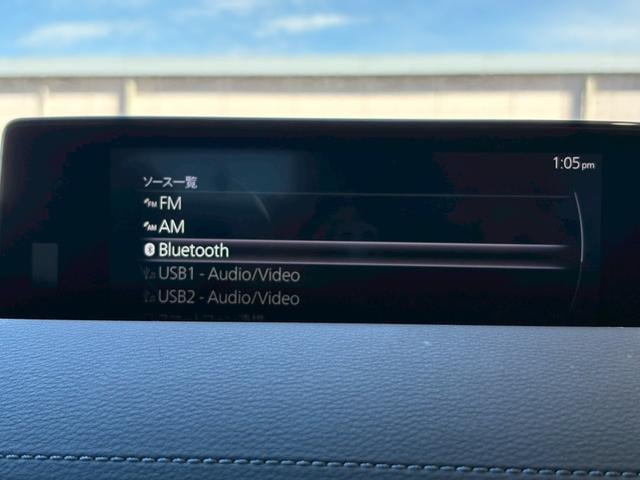 1:05pm
ソース一覧
FM
AM
Bluetooth
USB1 - Audio/Video
USB2 - Audio/Video